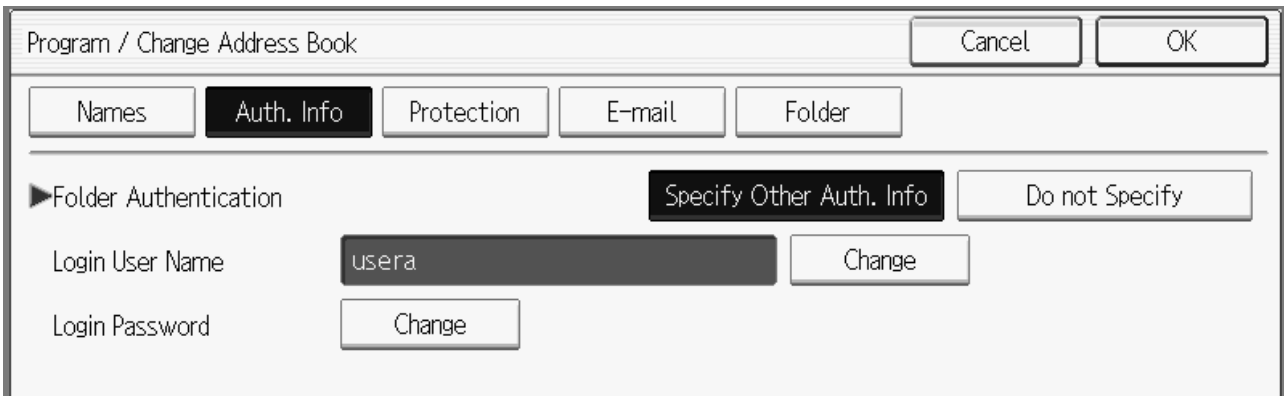 Program / Change Address Book Cancel OK
Names Auth. Info Protection E-mail Folder
▶Folder Authentication Specify Other Auth. Info Do not Specify
Login User Name usera Change
Login Password Change